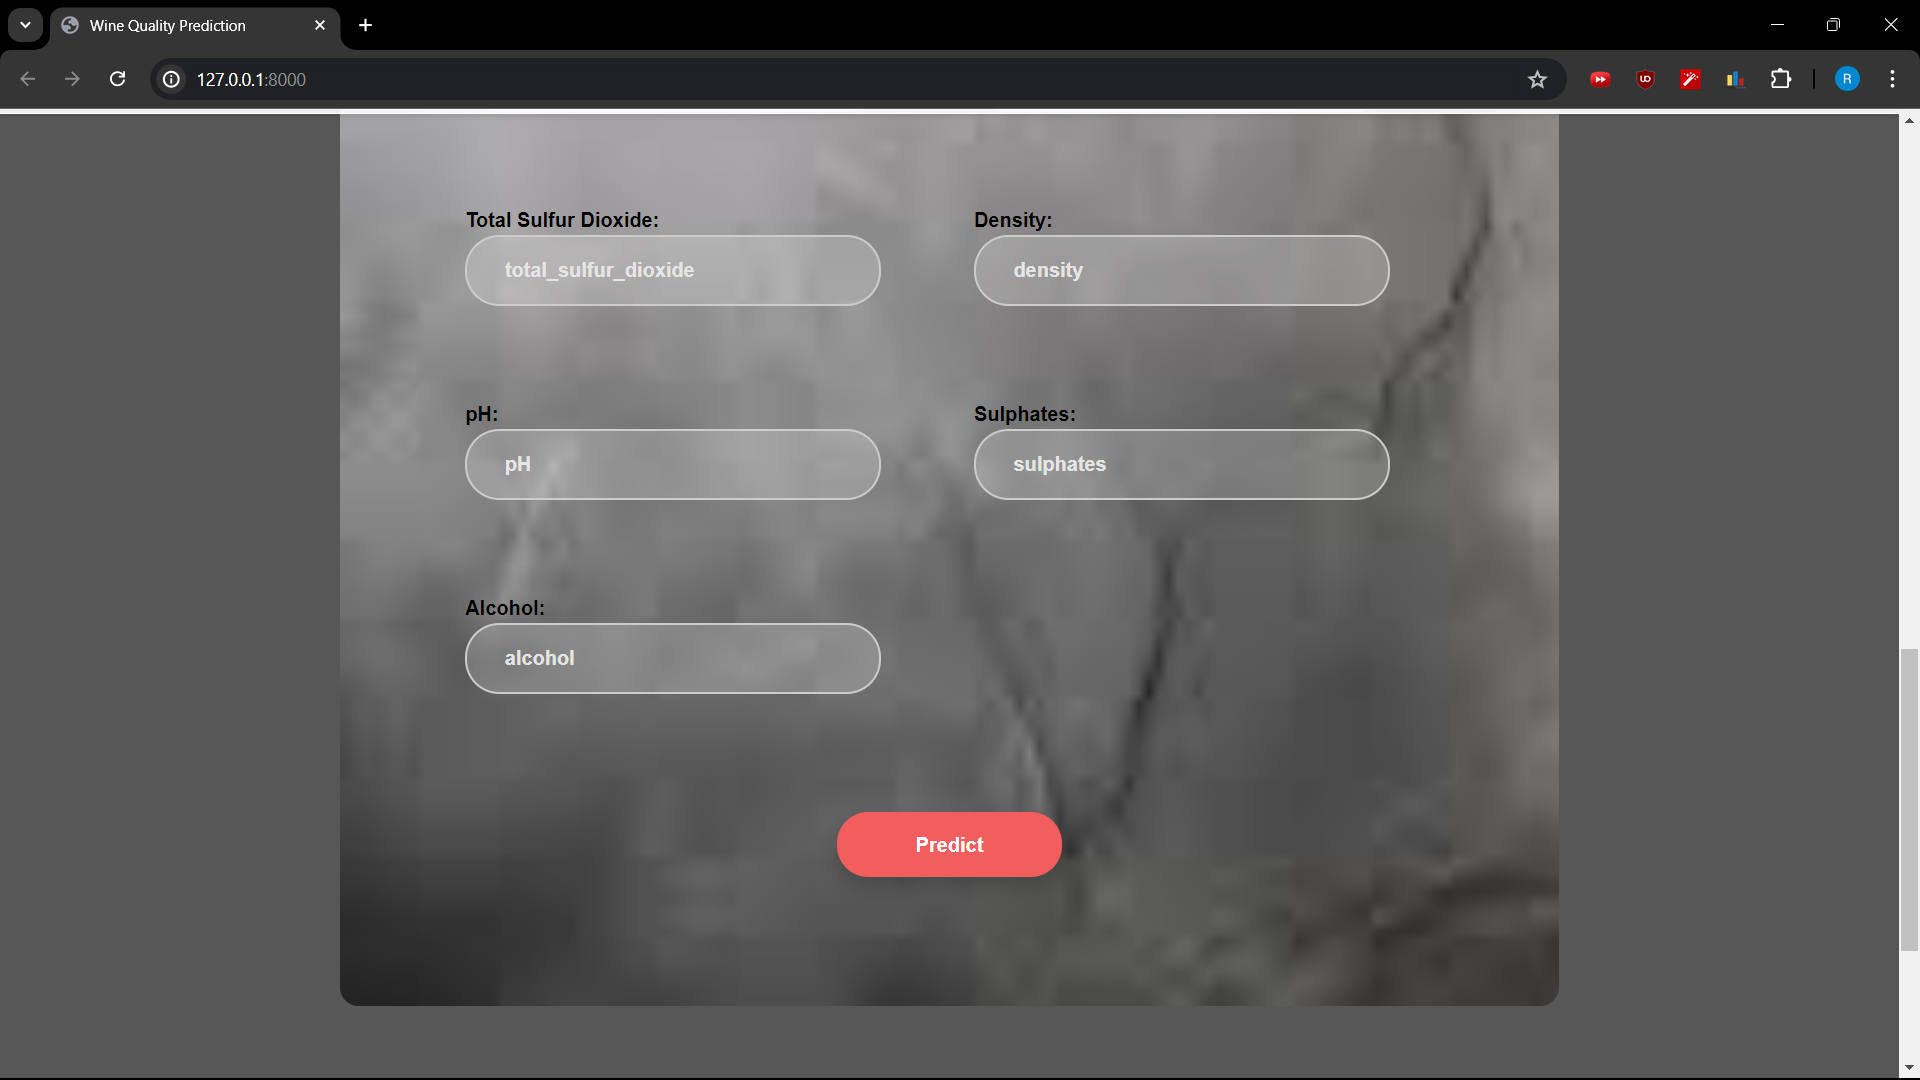 Wine Quality Prediction
127.0.0.1:8000
UD
R
Total Sulfur Dioxide:
Density:
total_sulfur_dioxide
density
pH:
Sulphates:
pH
sulphates
Alcohol:
alcohol
Predict